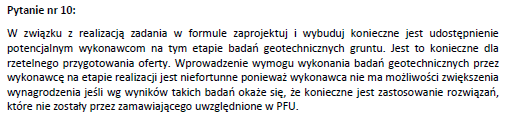 Pytanie nr 10:
W związku z realizacją zadania w formule zaprojektuj i wybuduj konieczne jest udostępnienie
potencjalnym wykonawcom na tym etapie badań geotechnicznych gruntu. Jest to konieczne dla
rzetelnego przygotowania oferty. Wprowadzenie wymogu wykonania badań geotechnicznych przez
wykonawcę na etapie realizacji jest niefortunne ponieważ wykonawca nie ma możliwości zwiększenia
wynagrodzenia jeśli wg wyników takich badań okaże się, że konieczne jest zastosowanie rozwiązań,
które nie zostały przez zamawiającego uwzględnione w PFU.